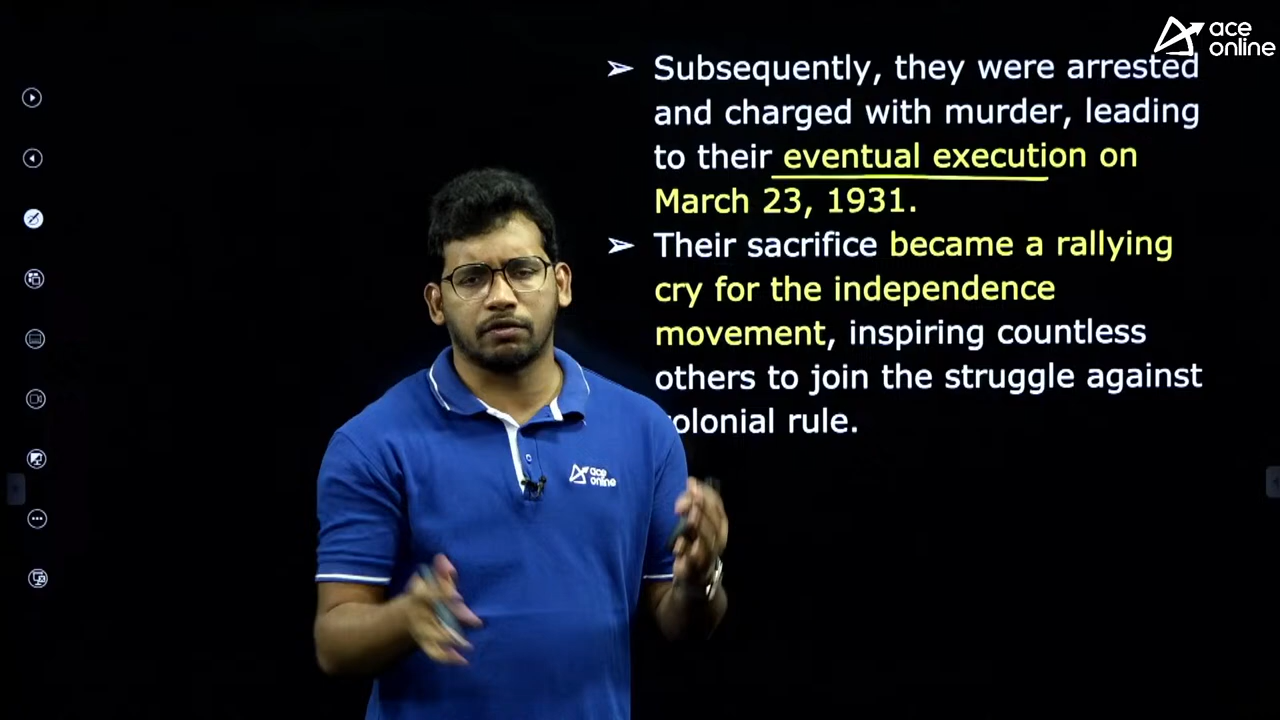 ace
online
➢ Subsequently, they were arrested
and charged with murder, leading
to their eventual execution on
March 23, 1931.
➢ Their sacrifice became a rallying
cry for the independence
movement, inspiring countless
others to join the struggle against
olonial rule.
ace
online